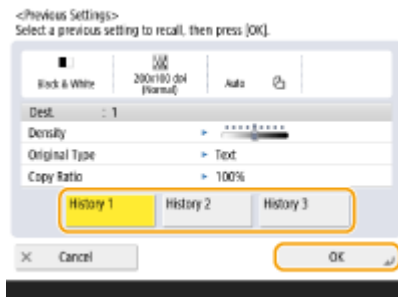 <Previous Settings>
Select a previous setting to recall, then press [OK].
Black & White
200x100 dpi
(Normal)
Auto
Dest. : 1
Density
Original Type ► Text
Copy Ratio ► 100%
History 1 History 2 History 3
× Cancel OK